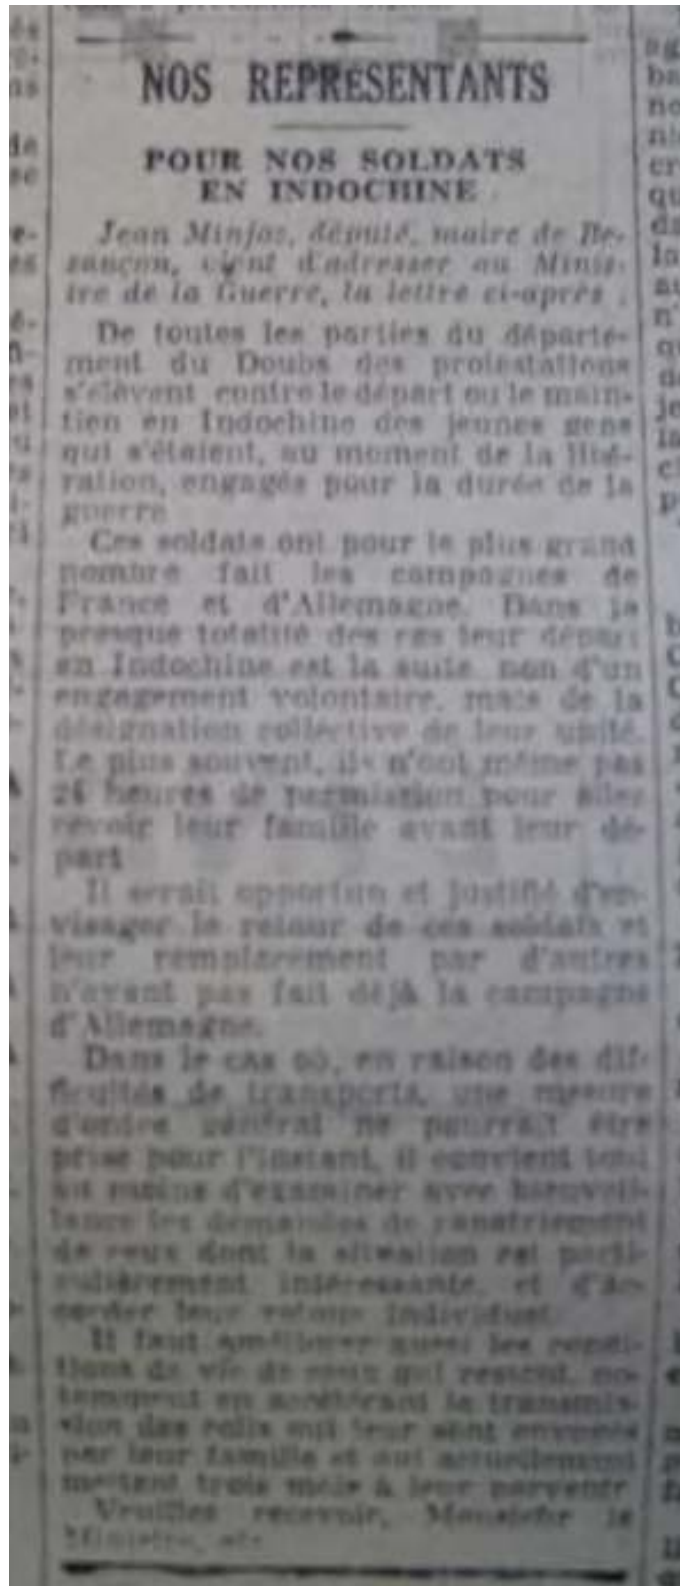 NOS REPRESENTANTS
POUR NOS SOLDATS
EN INDOCHINE
Jean Minjoz, député, maire de Be-
sançon, vient d'adresser au Minis-
tre de la Guerre, la lettre ci-après :
De toutes les parties du départe-
ment du Doubs des protestations
s'élèvent contre le départ ou le main-
tien en Indochine des jeunes gens
qui s'étaient, au moment de la libé-
ration, engagés pour la durée de la
guerre
Ces soldats ont pour le plus grand
nombre fait les campagnes de
France et d'Allemagne. Dans la
presque totalité des cas leur départ
en Indochine est la suite non d'un
engagement volontaire, mais de la
désignation collective de leur unité.
Le plus souvent, ils n'ont même pas
24 heures de permission pour aller
revoir leur famille avant leur dé-
part
Il serait opportun et justifié d'en-
visager le retour de ces soldats et
leur remplacement par d'autres
n'ayant pas fait déjà la campagne
d'Allemagne.
Dans le cas où, en raison des dif-
ficultés de transports, une mesure
d'ordre général ne pourrait être
prise pour l'instant, il convient tout
au moins d'examiner avec bienveil-
lance les demandes de rapatriement
de ceux dont la situation est parti-
culièrement intéressante, et d'ac-
corder leur retour individuel.
Il faut améliorer aussi les condi-
tions de vie de ceux qui restent, no-
tamment en accélérant la transmis-
sion des colis qui leur sont envoyés
par leur famille et qui actuellement
mettent trois mois à leur parvenir
Veuillez recevoir, Monsieur le
Ministre, etc